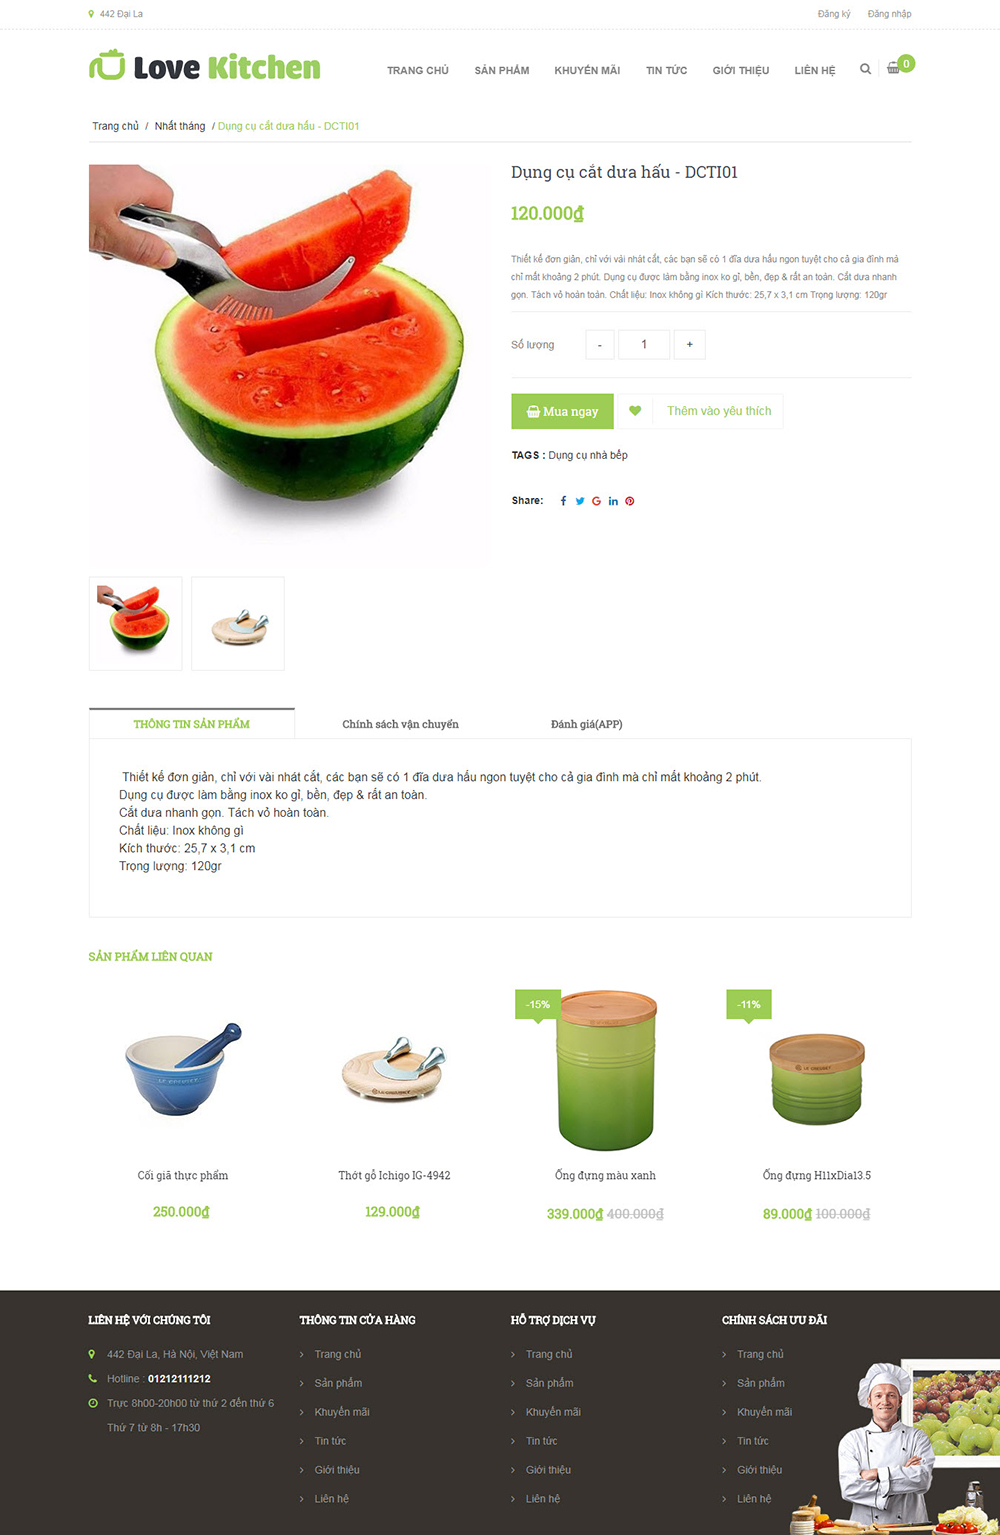 442 Đại La
Đăng ký Đăng nhập
Love Kitchen
TRANG CHỦ SẢN PHẨM KHUYẾN MÃI TIN TỨC GIỚI THIỆU LIÊN HỆ 0
Trang chủ / Nhất tháng / Dụng cụ cắt dưa hấu - DCTI01
Dụng cụ cắt dưa hấu - DCTI01
120.000₫
Thiết kế đơn giản, chỉ với vài nhát cắt, các bạn sẽ có 1 đĩa dưa hấu ngon tuyệt cho cả gia đình mà
chỉ mất khoảng 2 phút. Dụng cụ được làm bằng inox ko gỉ, bền, đẹp & rất an toàn. Cắt dưa nhanh
gọn. Tách vỏ hoàn toàn. Chất liệu: Inox không gì Kích thước: 25,7 x 3,1 cm Trọng lượng: 120gr
Số lượng - 1 +
Mua ngay Thêm vào yêu thích
TAGS : Dụng cụ nhà bếp
Share:
THÔNG TIN SẢN PHẨM Chính sách vận chuyển Đánh giá(APP)
Thiết kế đơn giản, chỉ với vài nhát cắt, các bạn sẽ có 1 đĩa dưa hấu ngon tuyệt cho cả gia đình mà chỉ mất khoảng 2 phút.
Dụng cụ được làm bằng inox ko gỉ, bền, đẹp & rất an toàn.
Cắt dưa nhanh gọn. Tách vỏ hoàn toàn.
Chất liệu: Inox không gì
Kích thước: 25,7 x 3,1 cm
Trọng lượng: 120gr
SẢN PHẨM LIÊN QUAN
-15% -11%
LE CREUSET
Cối giã thực phẩm
250.000₫
Thớt gỗ Ichigo IG-4942
129.000₫
Ống đựng màu xanh
339.000₫ 400.000₫
LE CREUSET
Ống đựng H11xDia13.5
89.000₫ 100.000₫
LIÊN HỆ VỚI CHÚNG TÔI
442 Đại La, Hà Nội, Việt Nam
Hotline : 01212111212
Trực 8h00-20h00 từ thứ 2 đến thứ 6
Thứ 7 từ 8h - 17h30
THÔNG TIN CỬA HÀNG
Trang chủ
Sản phẩm
Khuyến mãi
Tin tức
Giới thiệu
Liên hệ
HỖ TRỢ DỊCH VỤ
Trang chủ
Sản phẩm
Khuyến mãi
Tin tức
Giới thiệu
Liên hệ
CHÍNH SÁCH ƯU ĐÃI
Trang chủ
Sản phẩm
Khuyến mãi
Tin tức
Giới thiệu
Liên hệ